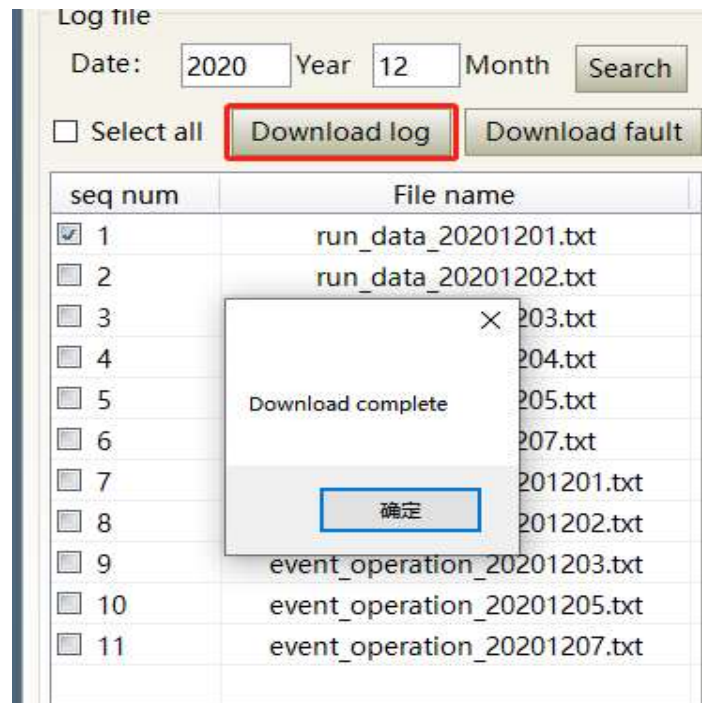 Log file
Date: 2020 Year 12 Month Search
Select all Download log Download fault
seq num File name
1 run_data_20201201.txt
2 run_data_20201202.txt
3 203.txt
4 204.txt
5 205.txt
6 207.txt
7 201201.txt
8 201202.txt
9 event_operation_20201203.txt
10 event_operation_20201205.txt
11 event_operation_20201207.txt
Download complete
确定